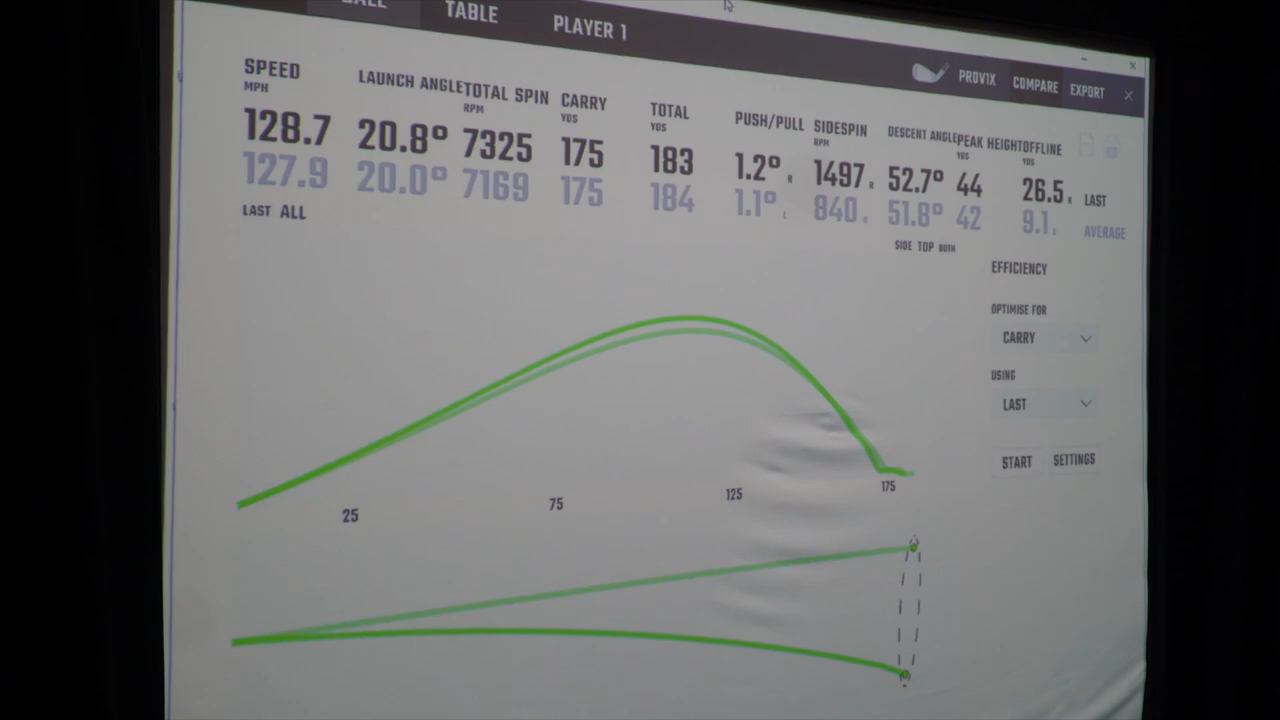 BALL TABLE PLAYER 1
PROV1X COMPARE EXPORT
SPEED LAUNCH ANGLE TOTAL SPIN CARRY TOTAL PUSH/PULL SIDESPIN DESCENT ANGLE PEAK HEIGHT OFFLINE
MPH RPM YDS YDS RPM YDS YDS
128.7 20.8° 7325 175 183 1.2° R 1497 R 52.7° 44 26.5 R LAST
127.9 20.0° 7169 175 184 1.1° L 840 51.8° 42 9.1 AVERAGE
LAST ALL
SIDE TOP BOTH
EFFICIENCY
OPTIMISE FOR
CARRY
USING
LAST
START SETTINGS
25 75 125 175